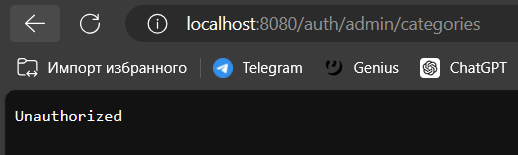 localhost:8080/auth/admin/categories
Импорт избранного Telegram Genius ChatGPT
Unauthorized